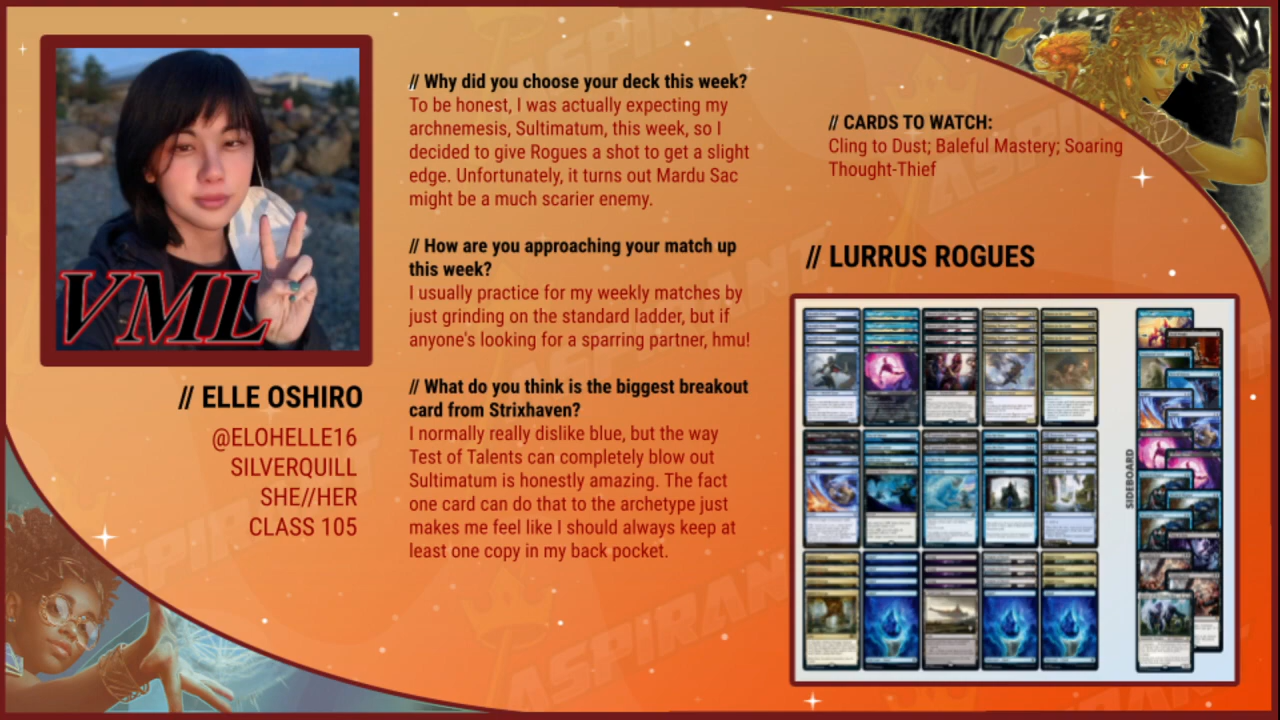 VML
// ELLE OSHIRO
@ELOHELLE16
SILVERQUILL
SHE//HER
CLASS 105
// Why did you choose your deck this week?
To be honest, I was actually expecting my
archnemesis, Sultimatum, this week, so I
decided to give Rogues a shot to get a slight
edge. Unfortunately, it turns out Mardu Sac
might be a much scarier enemy.
// How are you approaching your match up
this week?
I usually practice for my weekly matches by
just grinding on the standard ladder, but if
anyone's looking for a sparring partner, hmu!
// What do you think is the biggest breakout
card from Strixhaven?
I normally really dislike blue, but the way
Test of Talents can completely blow out
Sultimatum is honestly amazing. The fact
one card can do that to the archetype just
makes me feel like I should always keep at
least one copy in my back pocket.
// CARDS TO WATCH:
Cling to Dust; Baleful Mastery; Soaring
Thought-Thief
// LURRUS ROGUES
SIDEBOARD
ASPIRANT
ASPIRANT
ASPIRANT
ASPIRANT